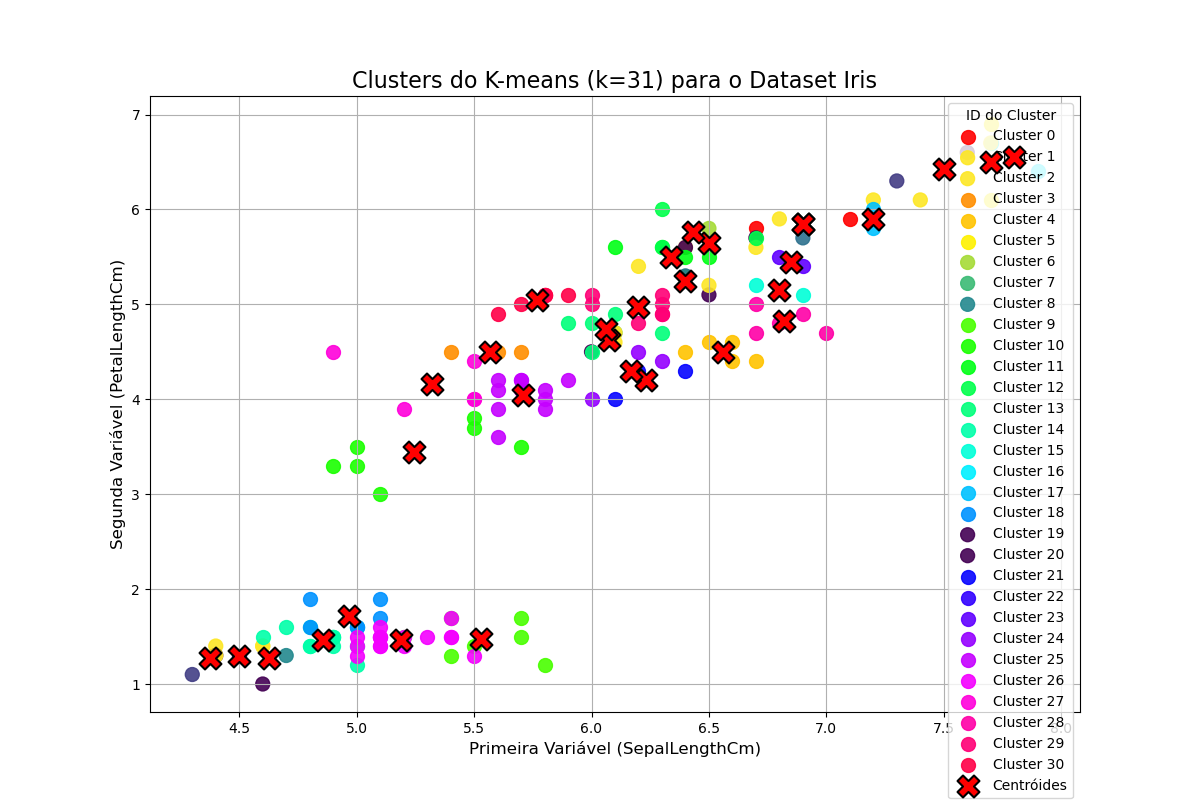 Clusters do K-means (k=31) para o Dataset Iris
Segunda Variável (PetalLengthCm)
7
6
5
4
3
2
1
4.5
5.0
5.5
6.0
6.5
7.0
7.5
8.0
Primeira Variável (SepalLengthCm)
ID do Cluster
Cluster 0
Cluster 1
Cluster 2
Cluster 3
Cluster 4
Cluster 5
Cluster 6
Cluster 7
Cluster 8
Cluster 9
Cluster 10
Cluster 11
Cluster 12
Cluster 13
Cluster 14
Cluster 15
Cluster 16
Cluster 17
Cluster 18
Cluster 19
Cluster 20
Cluster 21
Cluster 22
Cluster 23
Cluster 24
Cluster 25
Cluster 26
Cluster 27
Cluster 28
Cluster 29
Cluster 30
Centróides